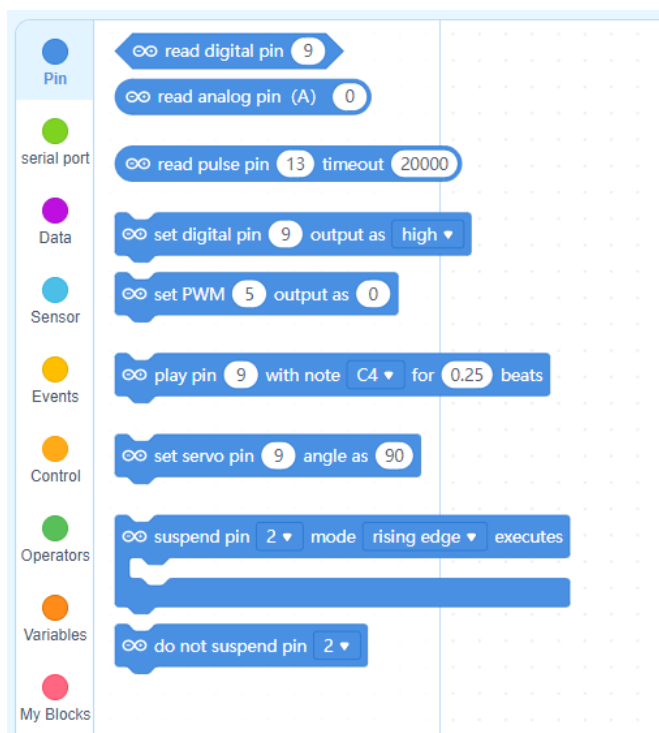 Pin
serial port
Data
Sensor
Events
Control
Operators
Variables
My Blocks
read digital pin 9
read analog pin (A) 0
read pulse pin 13 timeout 20000
set digital pin 9 output as high
set PWM 5 output as 0
play pin 9 with note C4 for 0.25 beats
set servo pin 9 angle as 90
suspend pin 2 mode rising edge executes
do not suspend pin 2